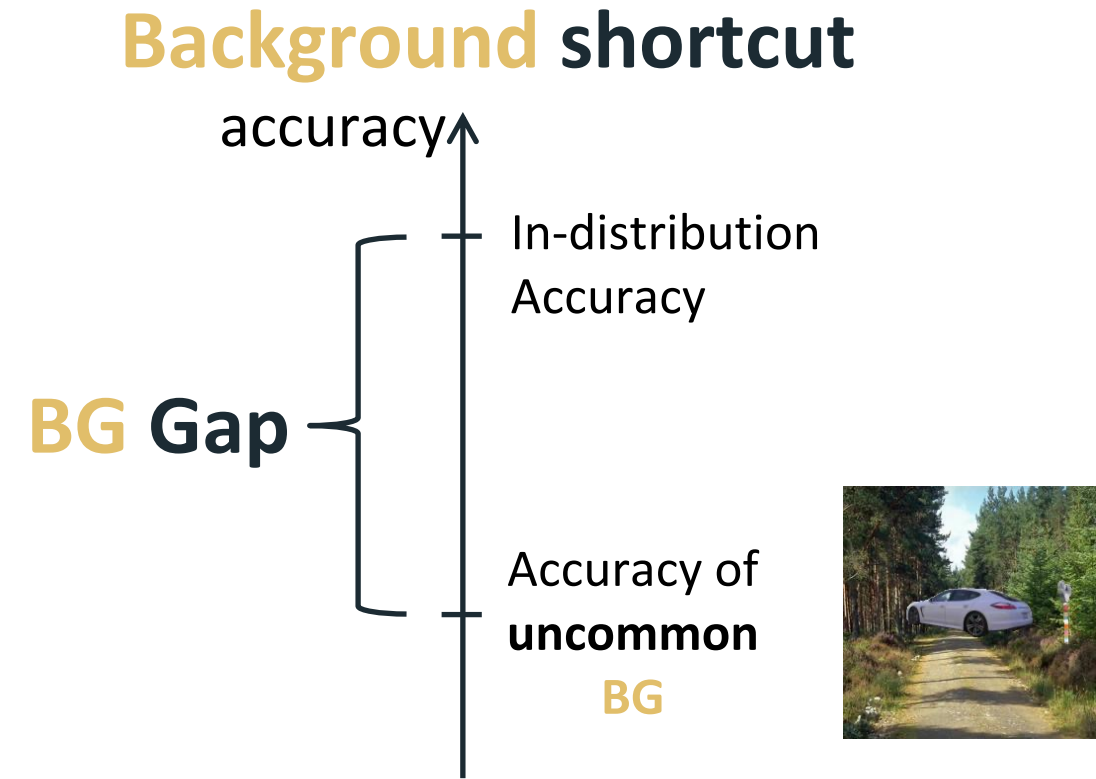 Background shortcut
accuracy
In-distribution
Accuracy
BG Gap
Accuracy of
uncommon
BG